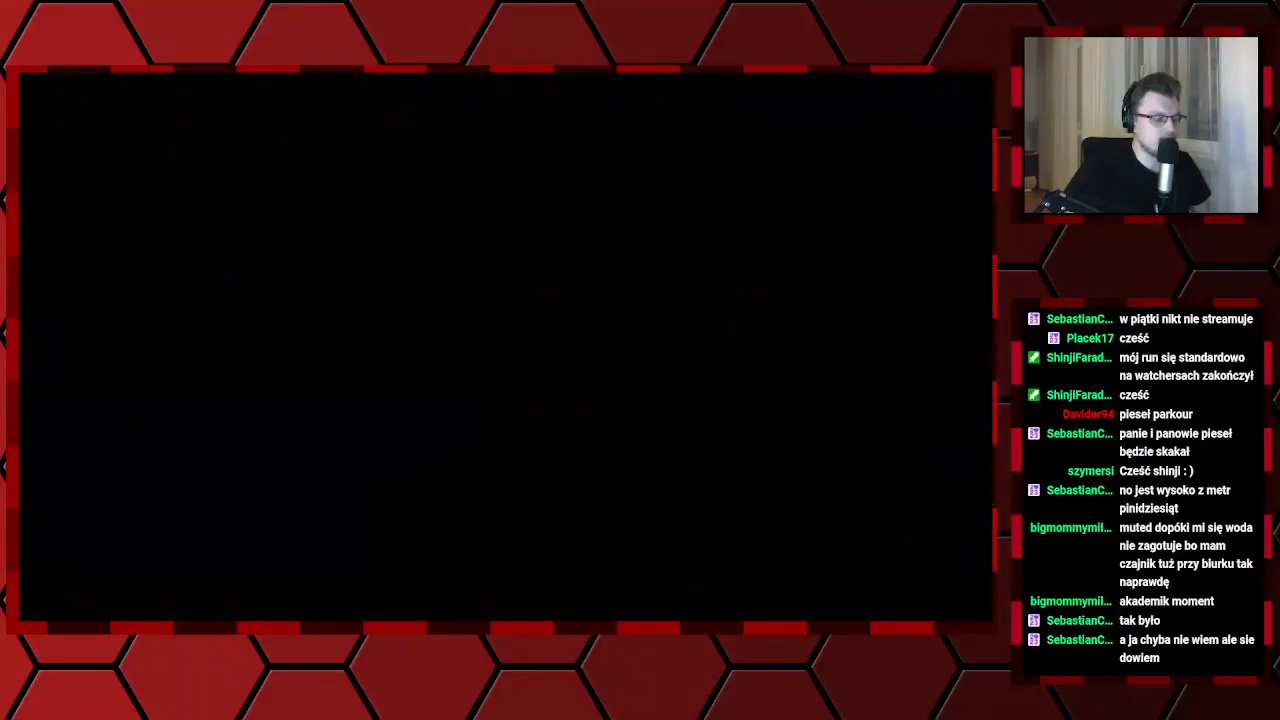 SebastianC... w piątki nikt nie streamuje
Placek17 cześć
ShinjiFarad... mój run się standardowo
na watchersach zakończył
ShinjiFarad... cześć
Davider94 pieseł parkour
SebastianC... panie i panowie pieseł
będzie skakał
szymersi Cześć shinji : )
SebastianC... no jest wysoko z metr
pinidziesiąt
bigmommymil... muted dopóki mi się woda
nie zagotuje bo mam
czajnik tuż przy biurku tak
naprawdę
bigmommymil... akademik moment
SebastianC... tak było
SebastianC... a ja chyba nie wiem ale sie
dowiem